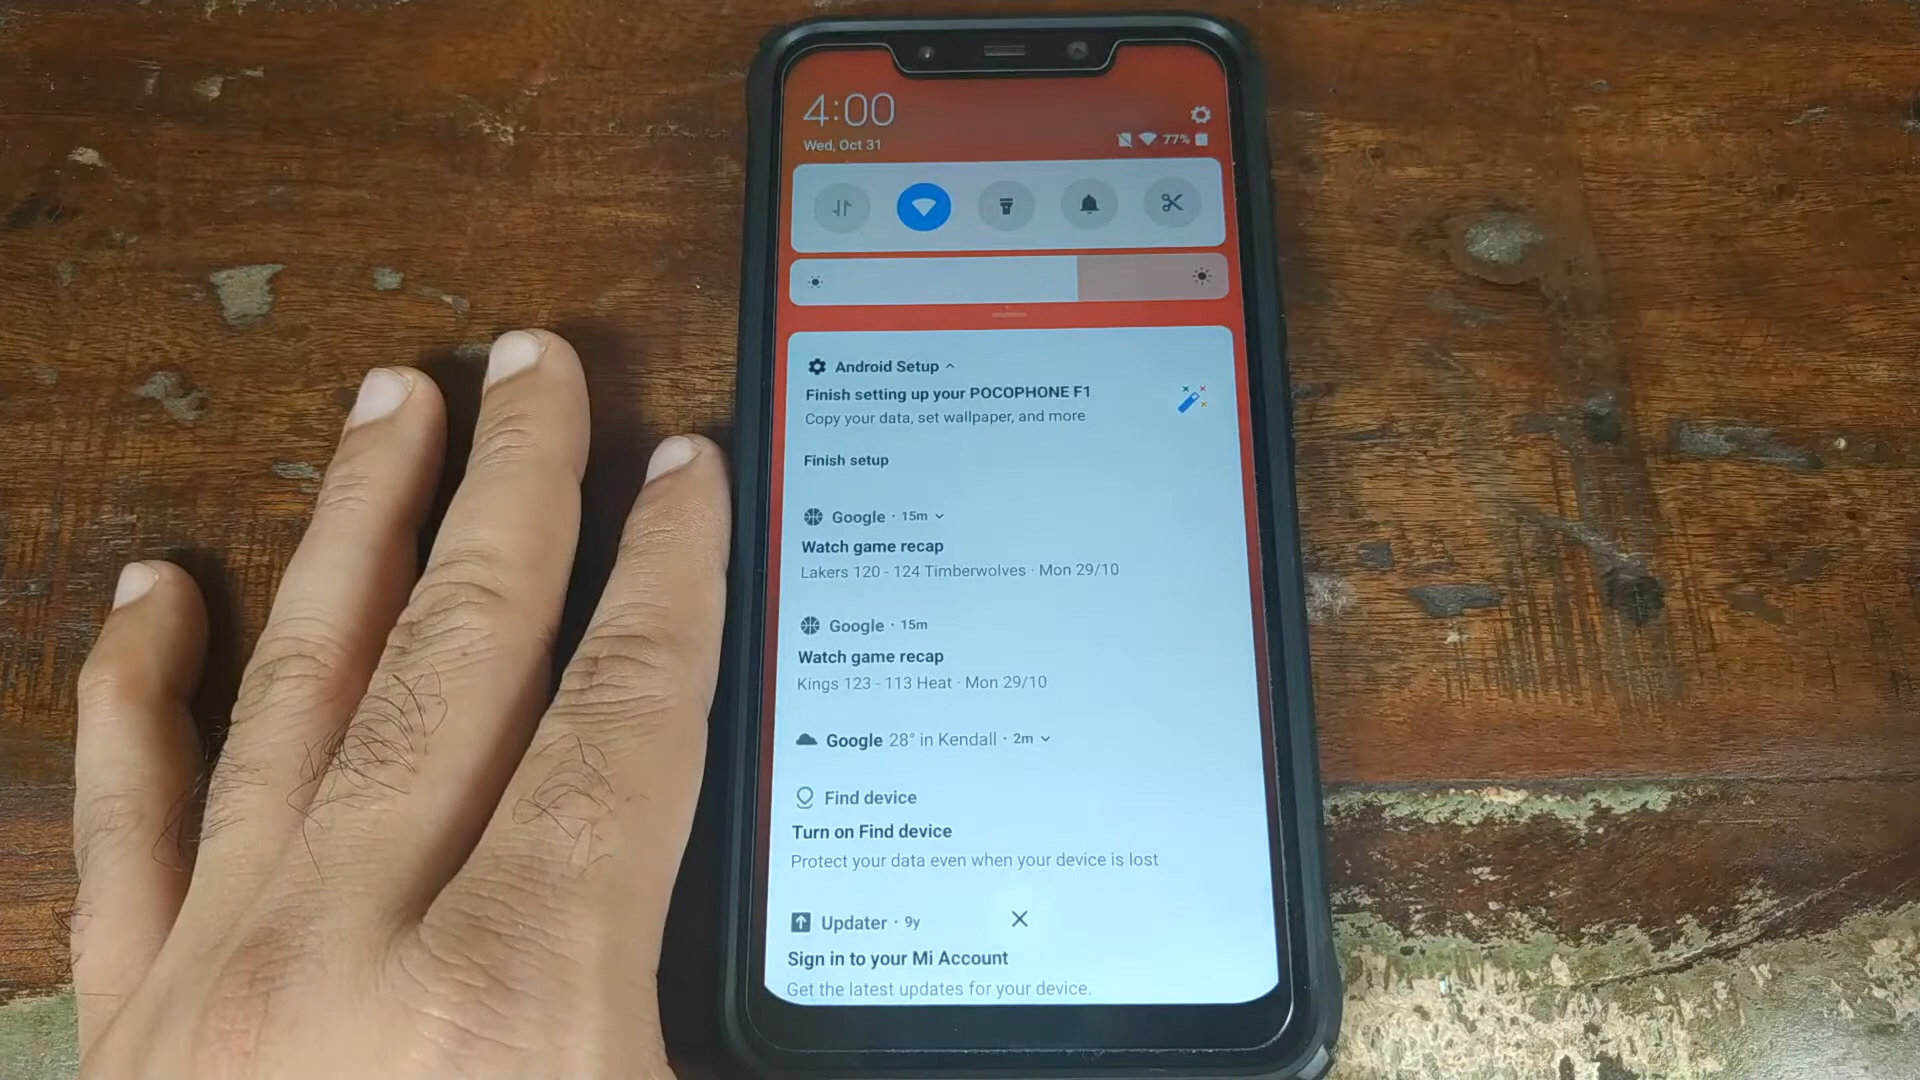 4:00
Wed, Oct 31
77%
Android Setup
Finish setting up your POCOPHONE F1
Copy your data, set wallpaper, and more
Finish setup
Google · 15m
Watch game recap
Lakers 120 - 124 Timberwolves · Mon 29/10
Google · 15m
Watch game recap
Kings 123 - 113 Heat · Mon 29/10
Google 28° in Kendall · 2m
Find device
Turn on Find device
Protect your data even when your device is lost
Updater · 9y
Sign in to your Mi Account
Get the latest updates for your device.